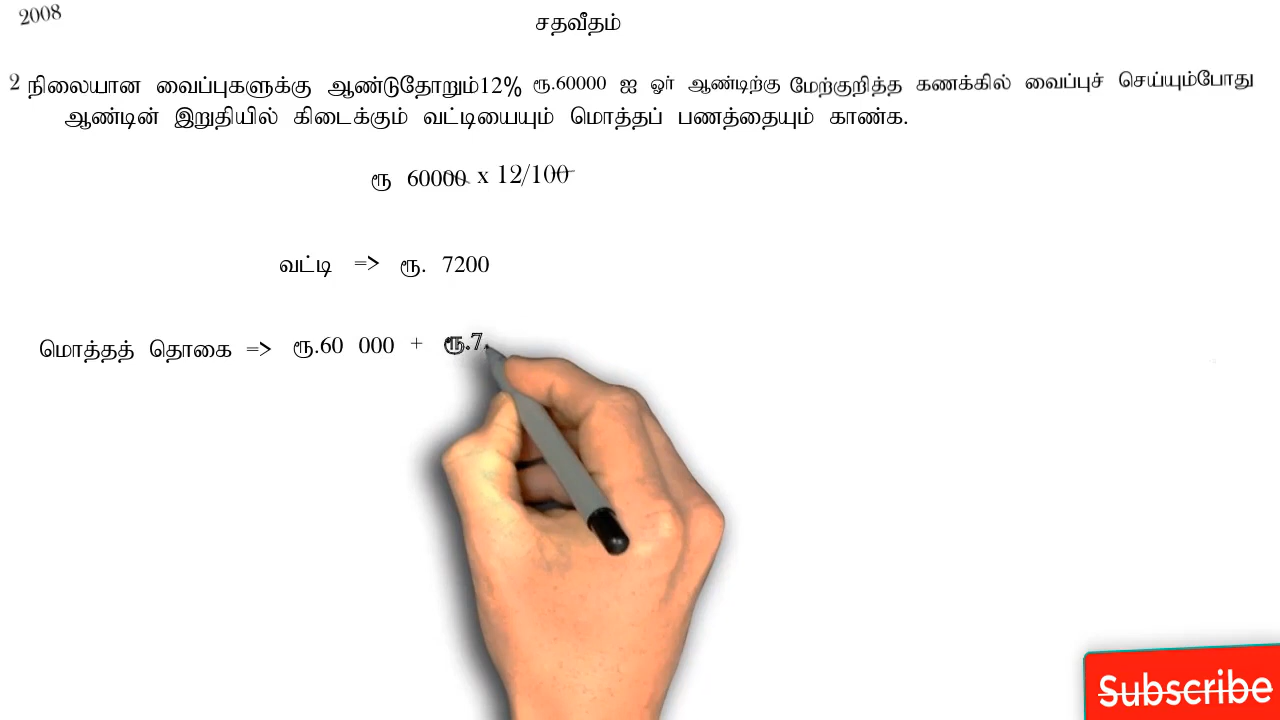 2008
சதவீதம்
2 நிலையான வைப்புகளுக்கு ஆண்டுதோறும்12% ரூ.60000 ஐ ஓர் ஆண்டிற்கு மேற்குறித்த கணக்கில் வைப்புச் செய்யும்போது
ஆண்டின் இறுதியில் கிடைக்கும் வட்டியையும் மொத்தப் பணத்தையும் காண்க.
ரூ 60000 x 12/100
வட்டி => ரூ. 7200
மொத்தத் தொகை => ரூ.60 000 + ரூ.7
Subscribe